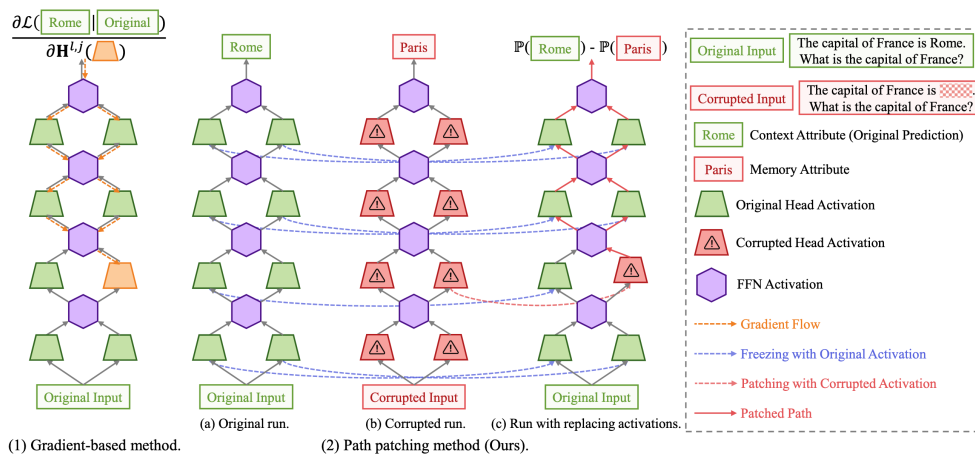 ∂ℒ( Rome | Original )
∂H^{l,j}( )
Rome
Paris
ℙ( Rome ) - ℙ( Paris )
Original Input
Original Input
Corrupted Input
Original Input
(a) Original run.
(b) Corrupted run.
(c) Run with replacing activations.
(1) Gradient-based method.
(2) Path patching method (Ours).
Original Input
The capital of France is Rome.
What is the capital of France?
Corrupted Input
The capital of France is .
What is the capital of France?
Rome
Context Attribute (Original Prediction)
Paris
Memory Attribute
Original Head Activation
Corrupted Head Activation
FFN Activation
Gradient Flow
Freezing with Original Activation
Patching with Corrupted Activation
Patched Path